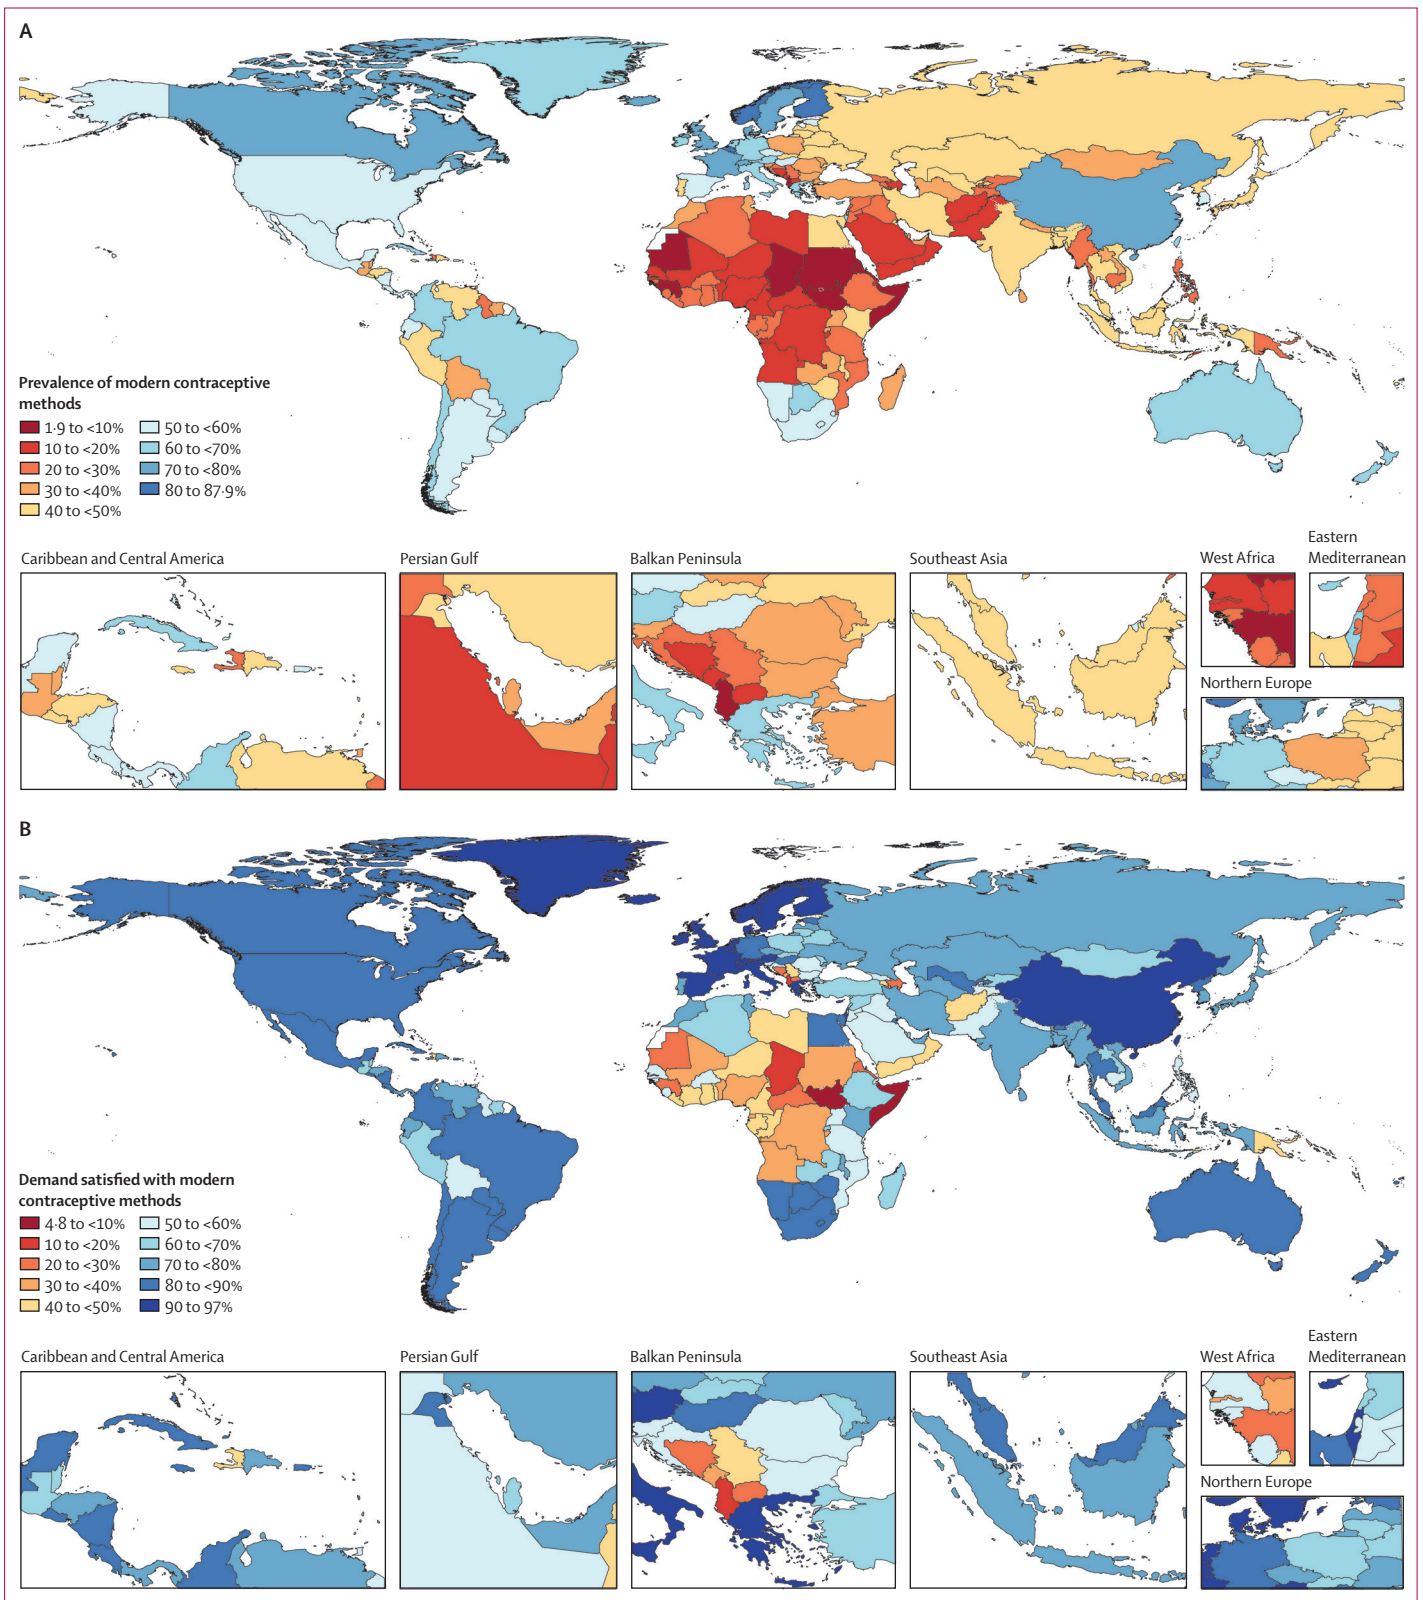 A
Prevalence of modern contraceptive
methods
1·9 to <10%
10 to <20%
20 to <30%
30 to <40%
40 to <50%
50 to <60%
60 to <70%
70 to <80%
80 to 87·9%
Caribbean and Central America
Persian Gulf
Balkan Peninsula
Southeast Asia
West Africa
Eastern
Mediterranean
Northern Europe
B
Demand satisfied with modern
contraceptive methods
4·8 to <10%
10 to <20%
20 to <30%
30 to <40%
40 to <50%
50 to <60%
60 to <70%
70 to <80%
80 to <90%
90 to 97%
Caribbean and Central America
Persian Gulf
Balkan Peninsula
Southeast Asia
West Africa
Eastern
Mediterranean
Northern Europe